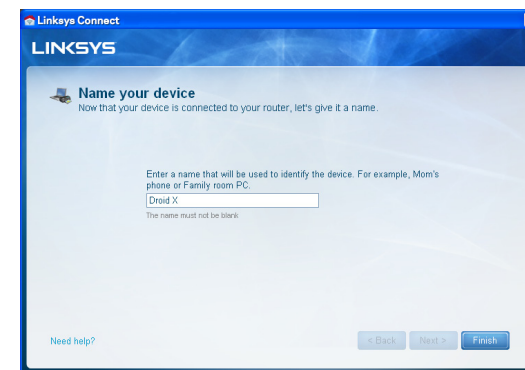 Linksys Connect
LINKSYS
Name your device
Now that your device is connected to your router, let's give it a name.
Enter a name that will be used to identify the device. For example, Mom's
phone or Family room PC.
Droid X
The name must not be blank
Need help?
< Back
Next >
Finish